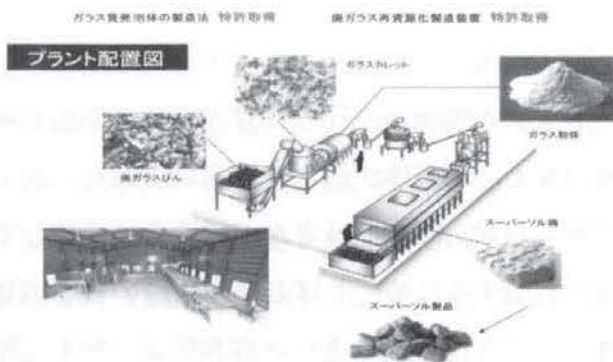 ガラス質発泡体の製造法 特許取得
廃ガラス再資源化製造装置 特許取得
プラント配置図
ガラスカレット
ガラス粉体
廃ガラスびん
スーパーソル
スーパーソル製品